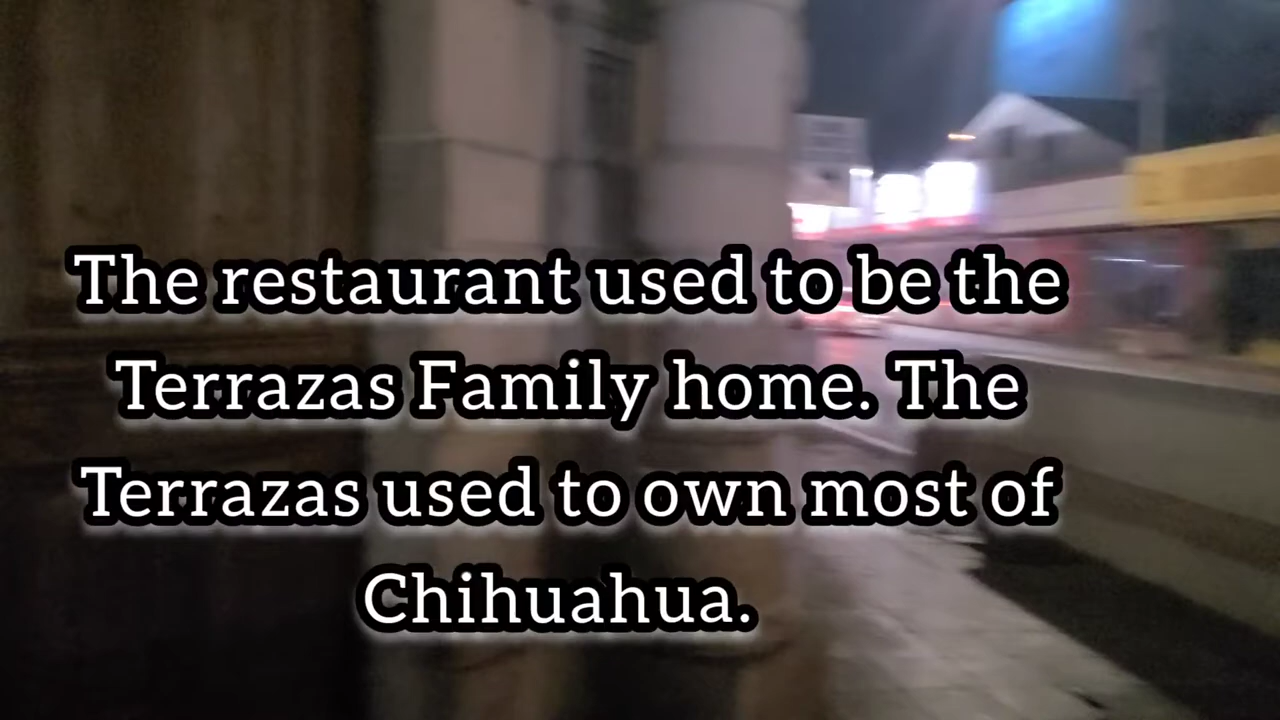 The restaurant used to be the
Terrazas Family home. The
Terrazas used to own most of
Chihuahua.